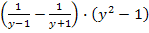 (1/(y−1) − 1/(y+1)) · (y² − 1)